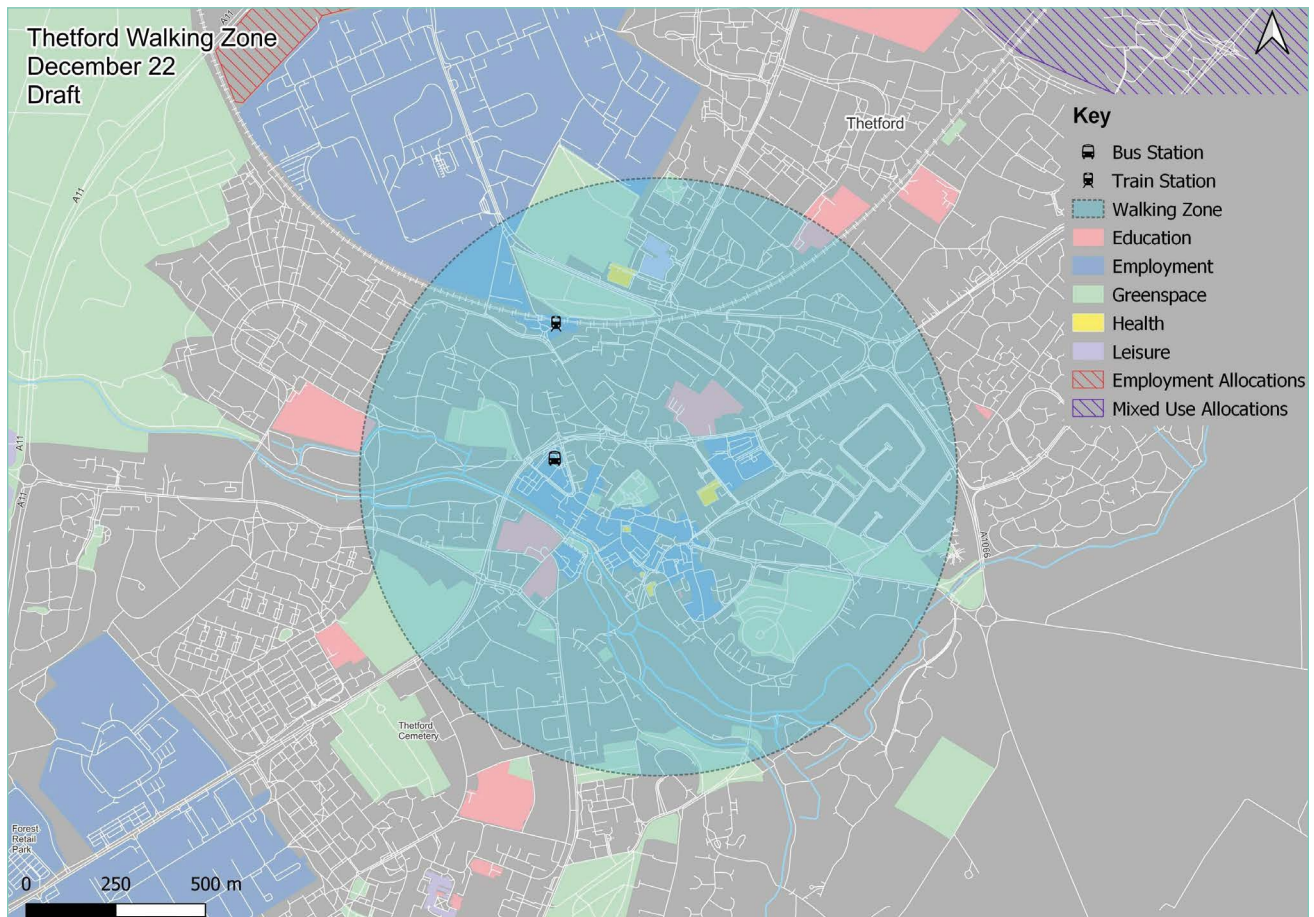 Thetford Walking Zone
December 22
Draft
A11
A11
Thetford
Key
Bus Station
Train Station
Walking Zone
Education
Employment
Greenspace
Health
Leisure
Employment Allocations
Mixed Use Allocations
A11
A11
A1066
Thetford
Cemetery
Forest
Retail
Park
0 250 500 m